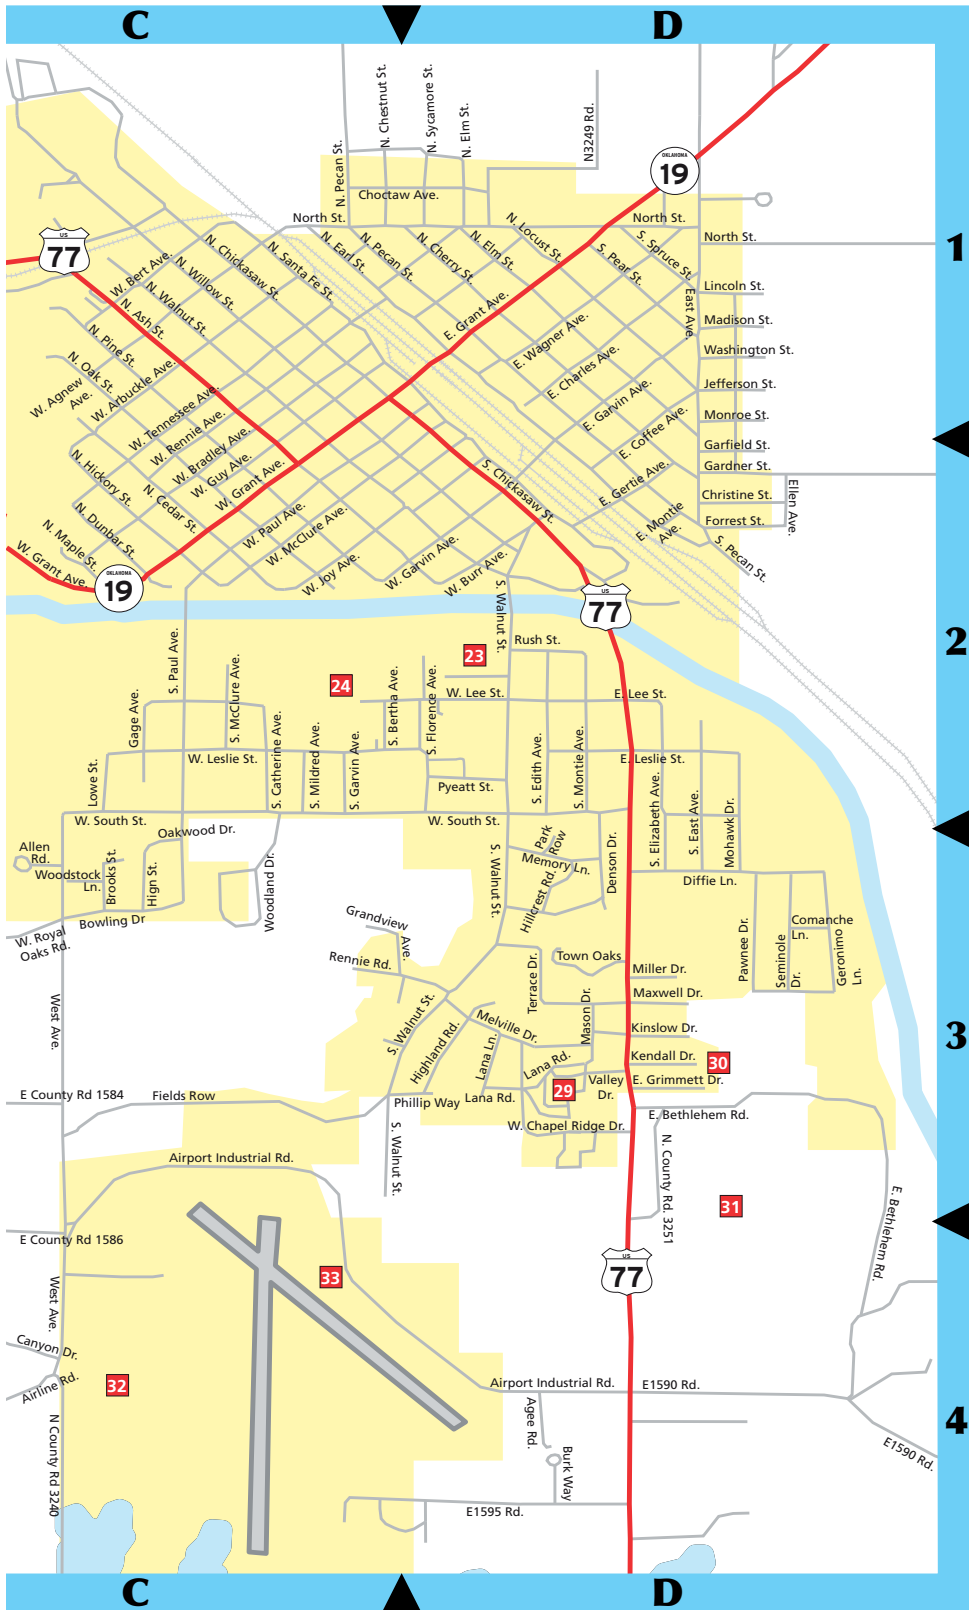 C
D
N. Chestnut St.
N. Sycamore St.
N. Elm St.
N3249 Rd.
N. Pecan St.
Choctaw Ave.
OKLAHOMA
19
North St.
North St.
North St.
1
US
77
N. Locust St.
N. Elm St.
N. Cherry St.
N. Pecan St.
N. Earl St.
N. Santa Fe St.
N. Chickasaw St.
N. Willow St.
W. Bert Ave.
N. Walnut St.
N. Ash St.
N. Pine St.
N. Oak St.
S. Spruce St.
S. Pear St.
East Ave.
Lincoln St.
Madison St.
Washington St.
Jefferson St.
Monroe St.
Garfield St.
Gardner St.
Christine St.
Forrest St.
Ellen Ave.
S. Pecan St.
E. Grant Ave.
E. Wagner Ave.
E. Charles Ave.
E. Garvin Ave.
E. Coffee Ave.
E. Gertie Ave.
E. Montie
Ave.
W. Agnew
Ave.
W. Arbuckle Ave.
W. Tennessee Ave.
W. Rennie Ave.
W. Bradley Ave.
W. Guy Ave.
W. Grant Ave.
N. Hickory St.
N. Cedar St.
N. Dunbar St.
N. Maple St.
W. Grant Ave.
OKLAHOMA
19
W. Paul Ave.
W. McClure Ave.
W. Joy Ave.
W. Garvin Ave.
W. Burr Ave.
S. Chickasaw St.
US
77
S. Walnut St.
Rush St.
2
23
24
S. Paul Ave.
Gage Ave.
S. McClure Ave.
S. Catherine Ave.
S. Mildred Ave.
S. Garvin Ave.
S. Bertha Ave.
S. Florence Ave.
W. Lee St.
E. Lee St.
W. Leslie St.
E. Leslie St.
Lowe St.
Pyeatt St.
S. Edith Ave.
S. Montie Ave.
S. Elizabeth Ave.
S. East Ave.
Mohawk Dr.
W. South St.
W. South St.
Oakwood Dr.
Allen
Rd.
Woodstock
Ln.
Brooks St.
Hign St.
Woodland Dr.
Bowling Dr
W. Royal
Oaks Rd.
S. Walnut St.
Park
Row
Memory Ln.
Hillcrest Rd.
Denson Dr.
Diffie Ln.
Pawnee Dr.
Seminole
Dr.
Comanche
Ln.
Geronimo
Ln.
Grandview
Ave.
Rennie Rd.
Terrace Dr.
Town Oaks
Miller Dr.
Maxwell Dr.
Mason Dr.
Kinslow Dr.
Kendall Dr.
30
E. Grimmett Dr.
3
West Ave.
S. Walnut St.
Highland Rd.
Melville Dr.
Lana Ln.
Lana Rd.
29
Valley
Dr.
E County Rd 1584
Fields Row
Phillip Way
Lana Rd.
E. Bethlehem Rd.
W. Chapel Ridge Dr.
S. Walnut St.
N. County Rd. 3251
Airport Industrial Rd.
31
E. Bethlehem Rd.
E County Rd 1586
33
US
77
West Ave.
Canyon Dr.
Airline Rd.
32
Airport Industrial Rd.
E1590 Rd.
4
Agee Rd.
N County Rd 3240
Burk Way
E1590 Rd.
E1595 Rd.
C
D